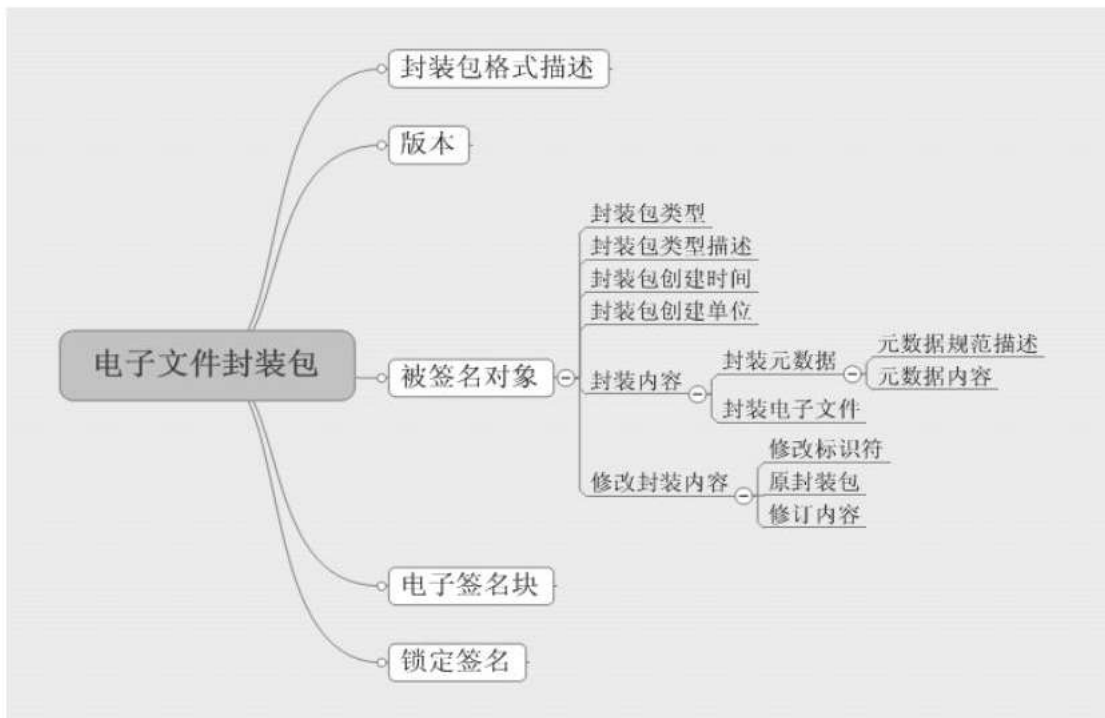 封装包格式描述
版本
封装包类型
封装包类型描述
封装包创建时间
封装包创建单位
电子文件封装包
被签名对象
封装内容
封装元数据
元数据规范描述
元数据内容
封装电子文件
修改封装内容
修改标识符
原封装包
修订内容
电子签名块
锁定签名